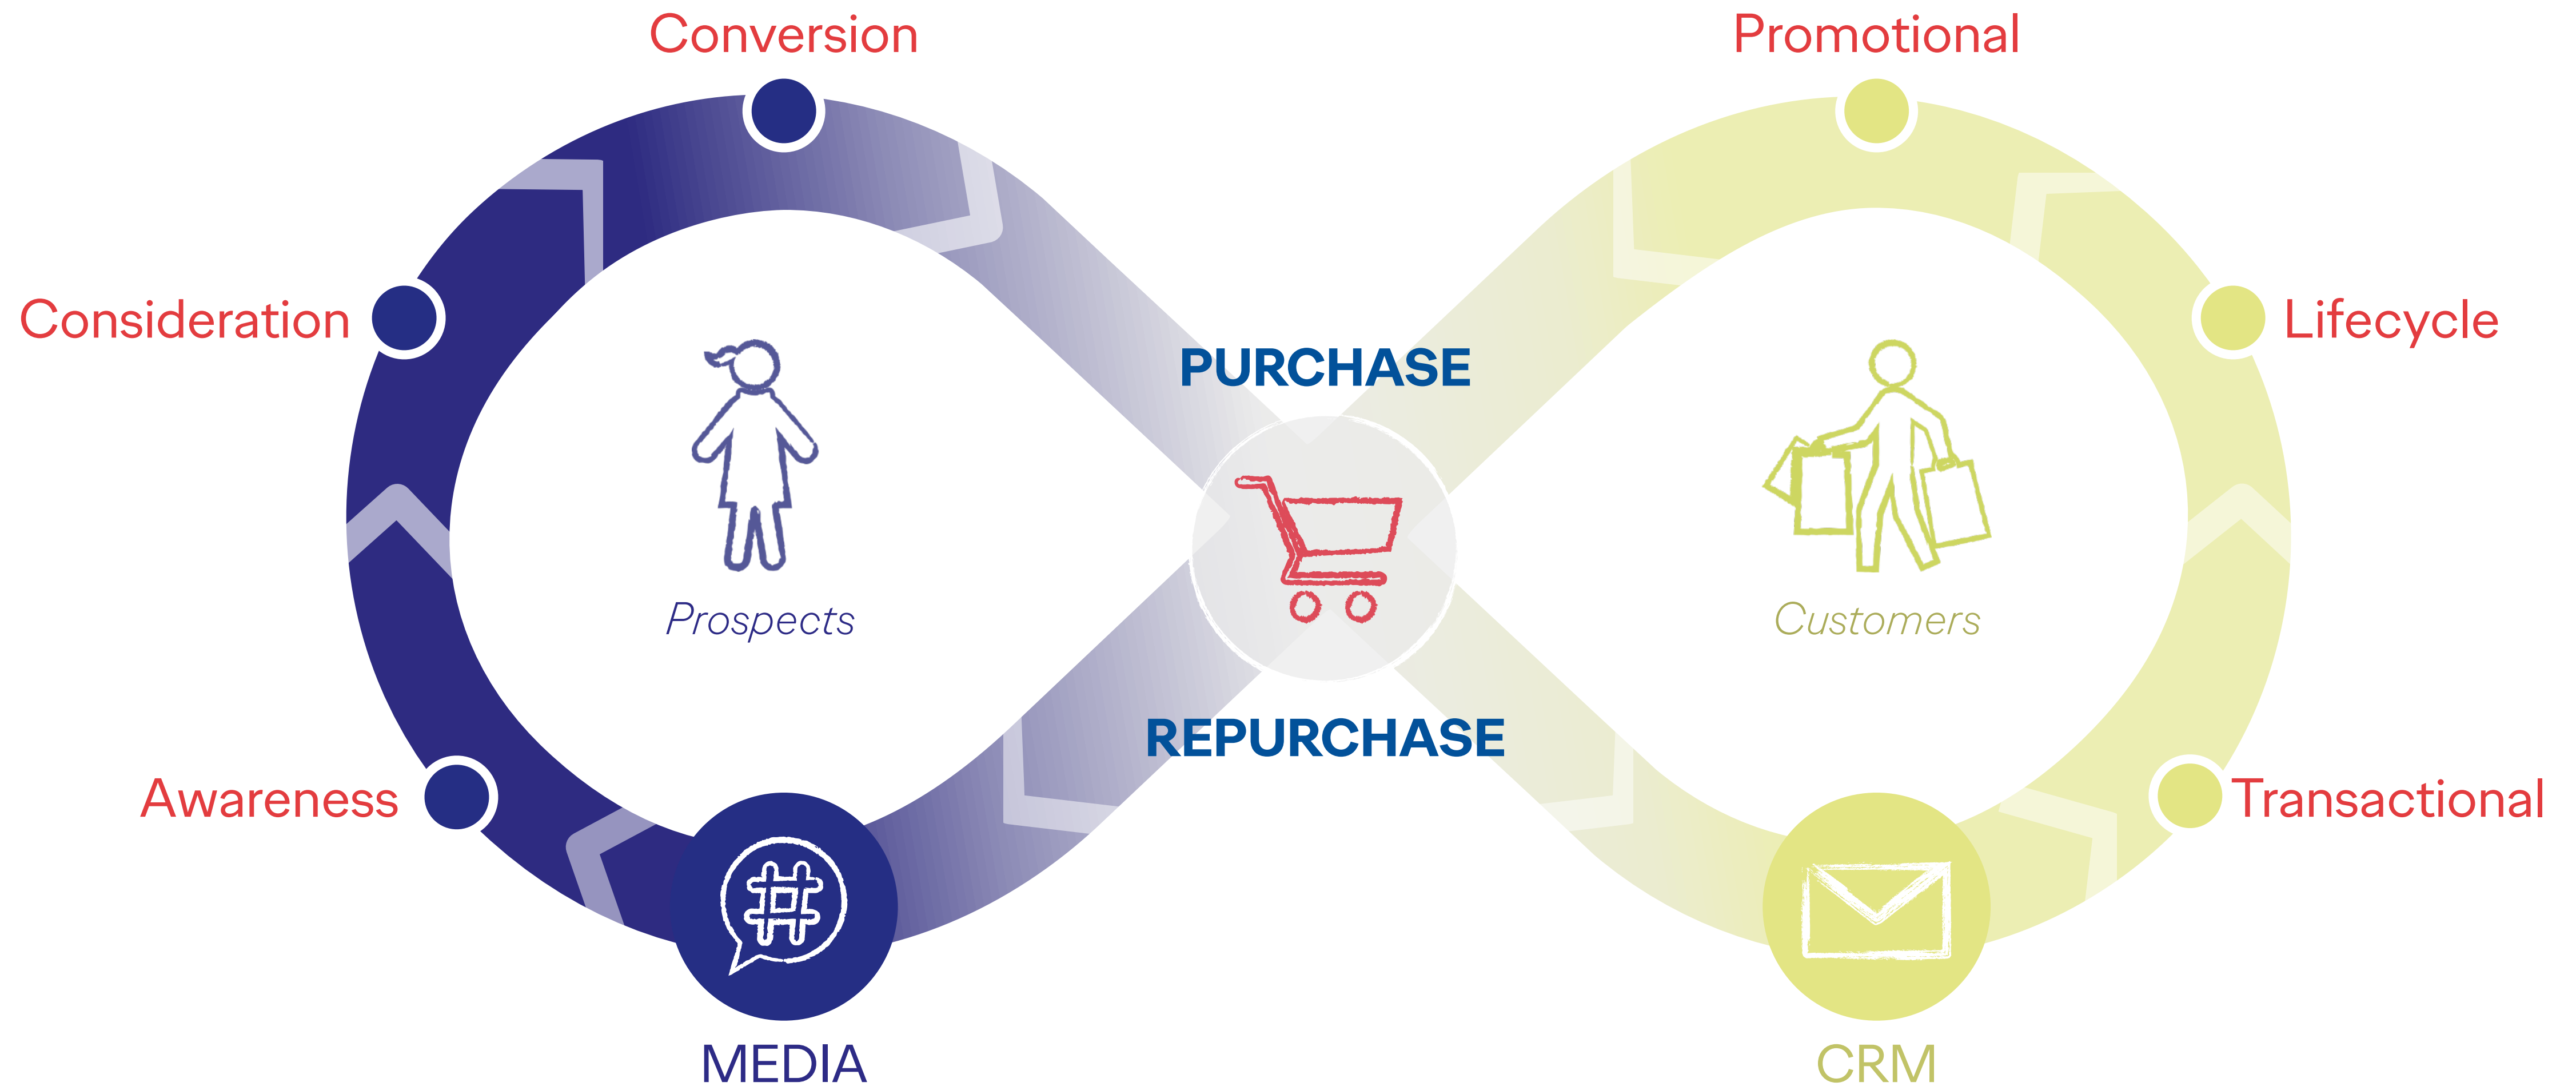 Conversion
Promotional
Consideration
Lifecycle
PURCHASE
Prospects
Customers
REPURCHASE
Awareness
Transactional
#
MEDIA
CRM